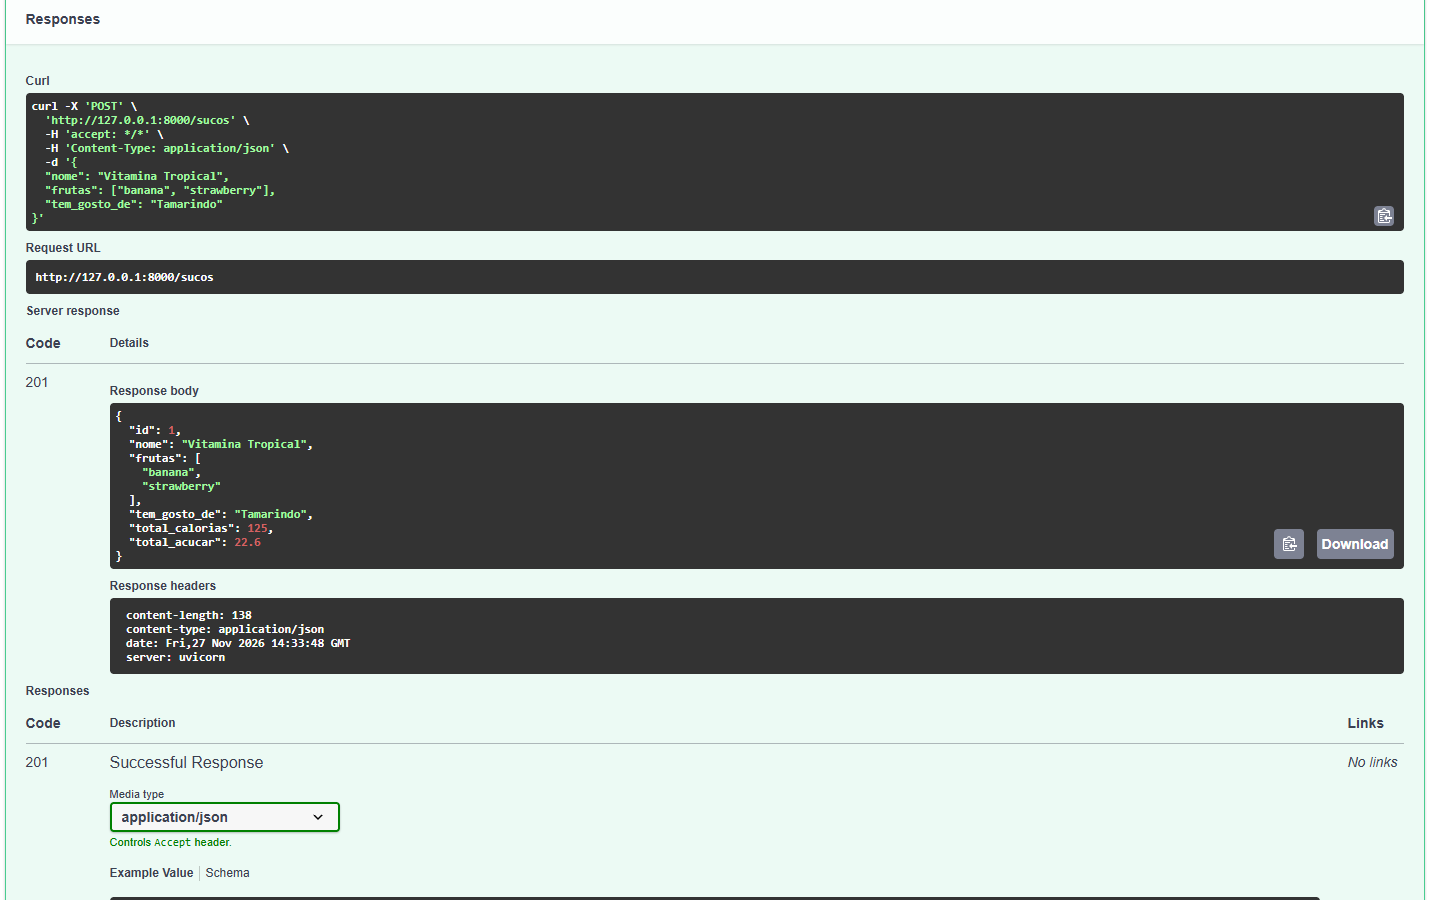 Responses
Curl
curl -X 'POST' \
'http://127.0.0.1:8000/sucos' \
-H 'accept: */*' \
-H 'Content-Type: application/json' \
-d '{
"nome": "Vitamina Tropical",
"frutas": ["banana", "strawberry"],
"tem_gosto_de": "Tamarindo"
}'
Request URL
http://127.0.0.1:8000/sucos
Server response
Code Details
201
Response body
{
"id": 1,
"nome": "Vitamina Tropical",
"frutas": [
"banana",
"strawberry"
],
"tem_gosto_de": "Tamarindo",
"total_calorias": 125,
"total_acucar": 22.6
}
Download
Response headers
content-length: 138
content-type: application/json
date: Fri,27 Nov 2026 14:33:48 GMT
server: uvicorn
Responses
Code Description Links
201 Successful Response No links
Media type
application/json
Controls Accept header.
Example Value Schema